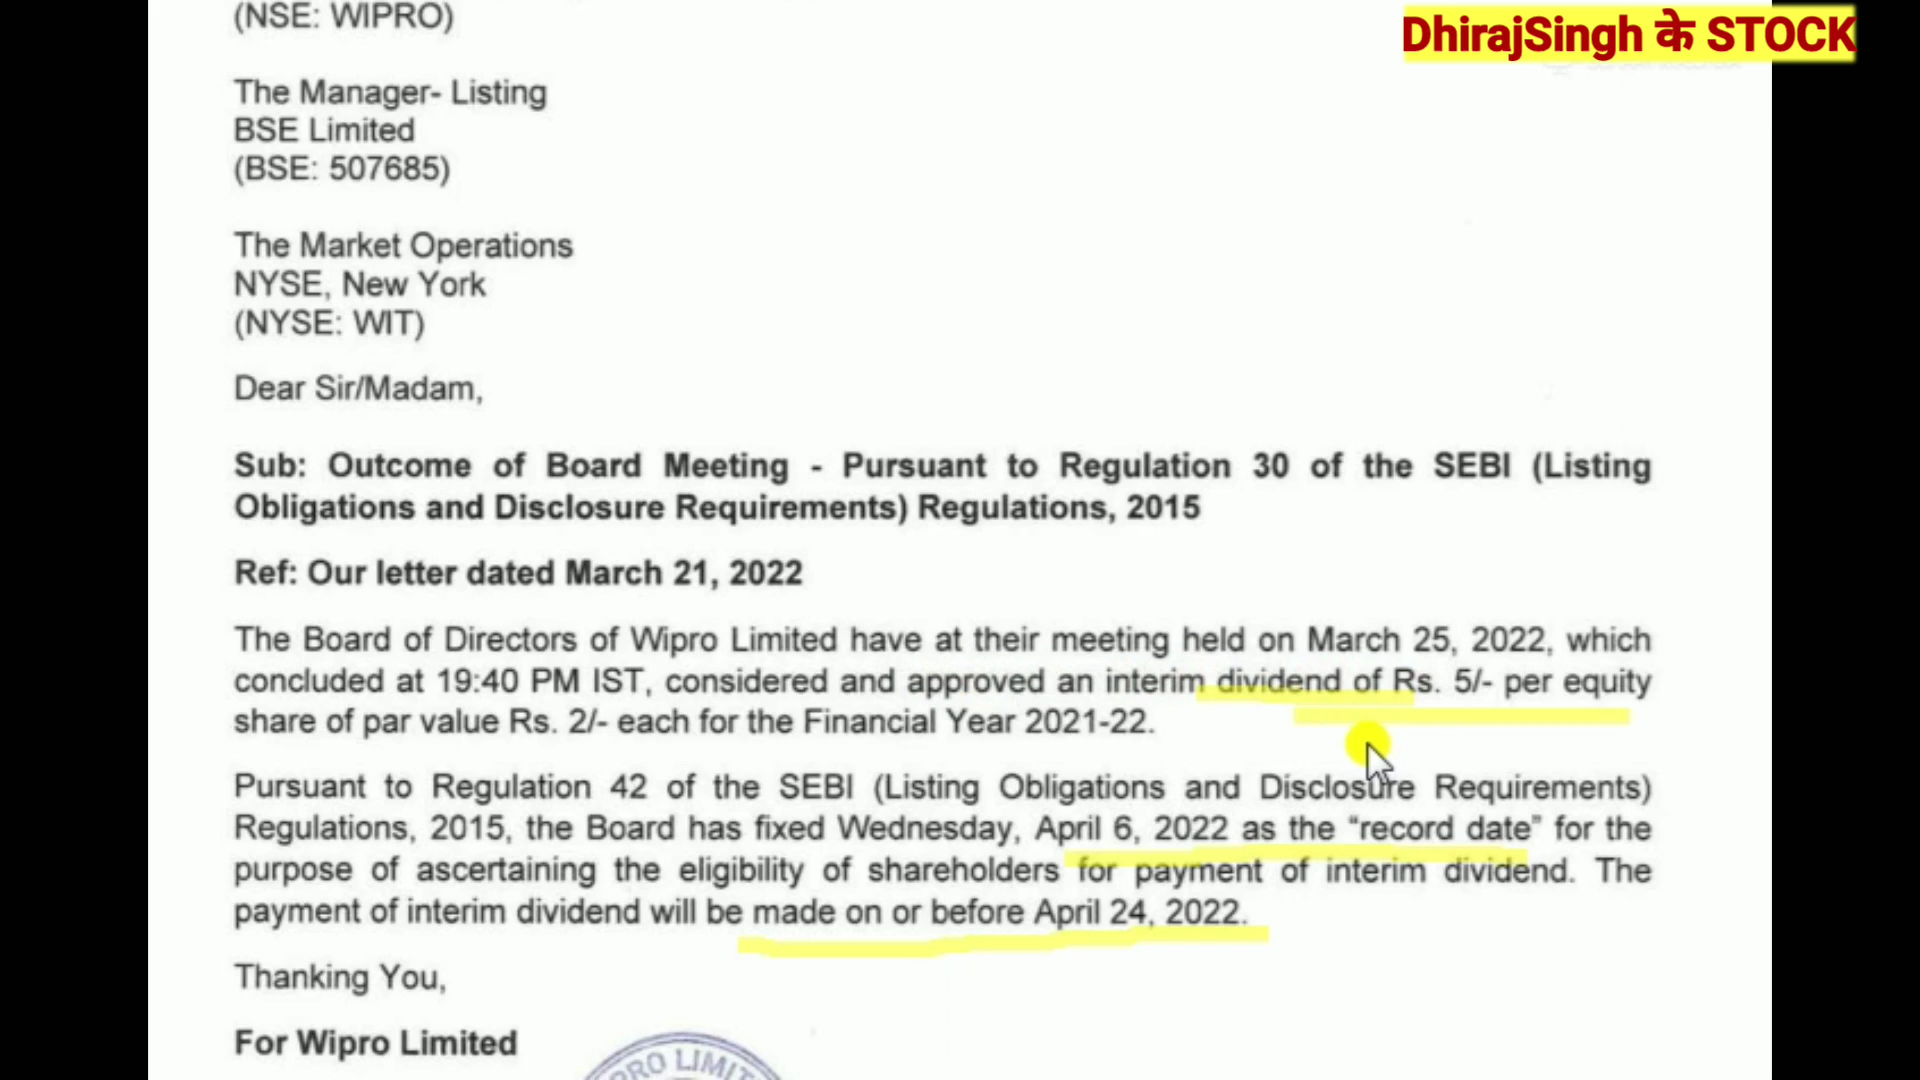 (NSE: WIPRO)
DhirajSingh के STOCK
The Manager- Listing
BSE Limited
(BSE: 507685)
The Market Operations
NYSE, New York
(NYSE: WIT)
Dear Sir/Madam,
Sub: Outcome of Board Meeting - Pursuant to Regulation 30 of the SEBI (Listing
Obligations and Disclosure Requirements) Regulations, 2015
Ref: Our letter dated March 21, 2022
The Board of Directors of Wipro Limited have at their meeting held on March 25, 2022, which
concluded at 19:40 PM IST, considered and approved an interim dividend of Rs. 5/- per equity
share of par value Rs. 2/- each for the Financial Year 2021-22.
Pursuant to Regulation 42 of the SEBI (Listing Obligations and Disclosure Requirements)
Regulations, 2015, the Board has fixed Wednesday, April 6, 2022 as the “record date” for the
purpose of ascertaining the eligibility of shareholders for payment of interim dividend. The
payment of interim dividend will be made on or before April 24, 2022.
Thanking You,
For Wipro Limited